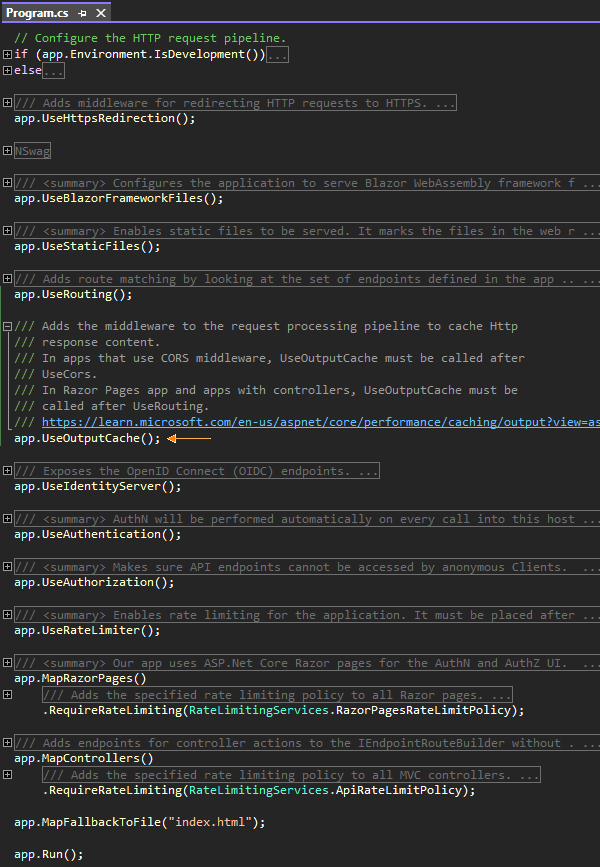 Program.cs
// Configure the HTTP request pipeline.
if (app.Environment.IsDevelopment())...
else...
/// Adds middleware for redirecting HTTP requests to HTTPS. ...
app.UseHttpsRedirection();
NSwag
/// <summary> Configures the application to serve Blazor WebAssembly framework f ...
app.UseBlazorFrameworkFiles();
/// <summary> Enables static files to be served. It marks the files in the web r ...
app.UseStaticFiles();
/// Adds route matching by looking at the set of endpoints defined in the app .. ...
app.UseRouting();
/// Adds the middleware to the request processing pipeline to cache Http
/// response content.
/// In apps that use CORS middleware, UseOutputCache must be called after
/// UseCors.
/// In Razor Pages app and apps with controllers, UseOutputCache must be
/// called after UseRouting.
/// https://learn.microsoft.com/en-us/aspnet/core/performance/caching/output?view=as
app.UseOutputCache();
/// Exposes the OpenID Connect (OIDC) endpoints. ...
app.UseIdentityServer();
/// <summary> AuthN will be performed automatically on every call into this host ...
app.UseAuthentication();
/// <summary> Makes sure API endpoints cannot be accessed by anonymous Clients. ...
app.UseAuthorization();
/// <summary> Enables rate limiting for the application. It must be placed after ...
app.UseRateLimiter();
/// <summary> Our app uses ASP.Net Core Razor pages for the AuthN and AuthZ UI. ...
app.MapRazorPages()
/// Adds the specified rate limiting policy to all Razor pages. ...
.RequireRateLimiting(RateLimitingServices.RazorPagesRateLimitPolicy);
/// Adds endpoints for controller actions to the IEndpointRouteBuilder without . ...
app.MapControllers()
/// Adds the specified rate limiting policy to all MVC controllers. ...
.RequireRateLimiting(RateLimitingServices.ApiRateLimitPolicy);
app.MapFallbackToFile("index.html");
app.Run();